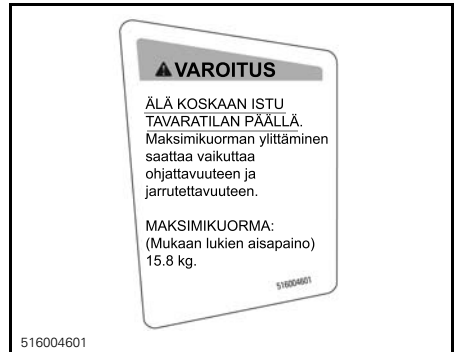 VAROITUS
ÄLÄ KOSKAAN ISTU
TAVARATILAN PÄÄLLÄ.
Maksimikuorman ylittäminen
saattaa vaikuttaa
ohjattavuuteen ja
jarrutettavuuteen.
MAKSIMIKUORMA:
(Mukaan lukien aisapaino)
15.8 kg.
516004601
516004601